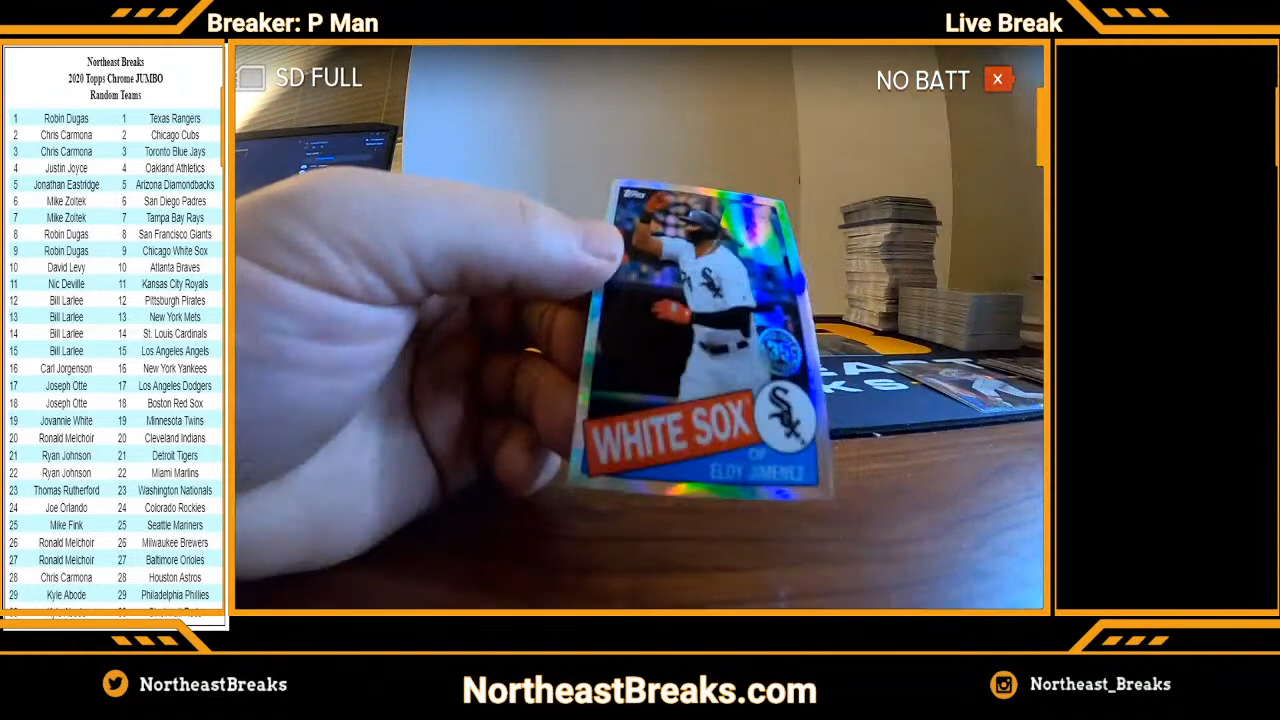 Breaker: P Man
Live Break
Northeast Breaks
2020 Topps Chrome JUMBO
Random Teams
1 Robin Dugas 1 Texas Rangers
2 Chris Carmona 2 Chicago Cubs
3 Chris Carmona 3 Toronto Blue Jays
4 Justin Joyce 4 Oakland Athletics
5 Jonathan Eastridge 5 Arizona Diamondbacks
6 Mike Zoltek 6 San Diego Padres
7 Mike Zoltek 7 Tampa Bay Rays
8 Robin Dugas 8 San Francisco Giants
9 Robin Dugas 9 Chicago White Sox
10 David Levy 10 Atlanta Braves
11 Nic Deville 11 Kansas City Royals
12 Bill Larlee 12 Pittsburgh Pirates
13 Bill Larlee 13 New York Mets
14 Bill Larlee 14 St. Louis Cardinals
15 Bill Larlee 15 Los Angeles Angels
16 Carl Jorgenson 16 New York Yankees
17 Joseph Otte 17 Los Angeles Dodgers
18 Joseph Otte 18 Boston Red Sox
19 Jovannie White 19 Minnesota Twins
20 Ronald Melchoir 20 Cleveland Indians
21 Ryan Johnson 21 Detroit Tigers
22 Ryan Johnson 22 Miami Marlins
23 Thomas Rutherford 23 Washington Nationals
24 Joe Orlando 24 Colorado Rockies
25 Mike Fink 25 Seattle Mariners
26 Ronald Melchoir 26 Milwaukee Brewers
27 Ronald Melchoir 27 Baltimore Orioles
28 Chris Carmona 28 Houston Astros
29 Kyle Abode 29 Philadelphia Phillies
SD FULL
NO BATT
Topps
35
WHITE SOX
Sox
OF
ELOY JIMENEZ
NortheastBreaks
NortheastBreaks.com
Northeast_Breaks